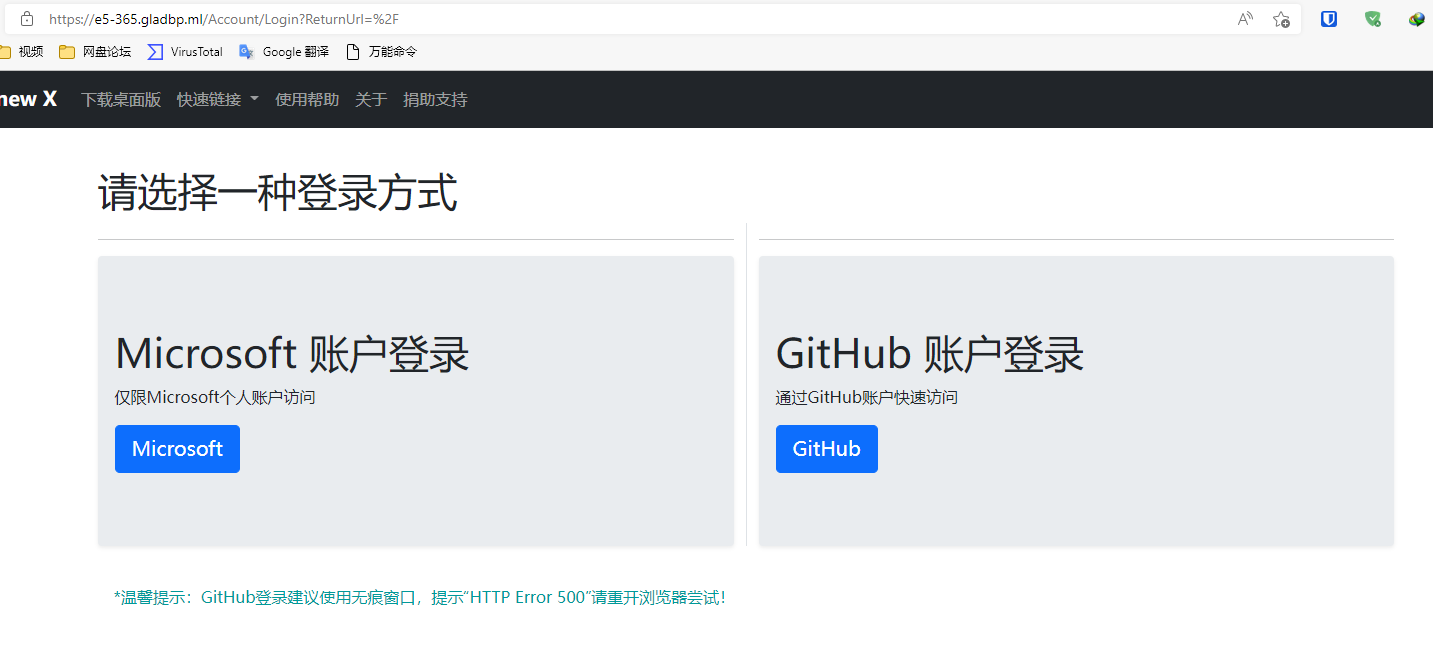 https://e5-365.gladbp.ml/Account/Login?ReturnUrl=%2F
视频 网盘论坛 VirusTotal Google 翻译 万能命令
new X 下载桌面版 快速链接 使用帮助 关于 捐助支持
请选择一种登录方式
Microsoft 账户登录
仅限Microsoft个人账户访问
Microsoft
GitHub 账户登录
通过GitHub账户快速访问
GitHub
*温馨提示：GitHub登录建议使用无痕窗口，提示“HTTP Error 500”请重开浏览器尝试！